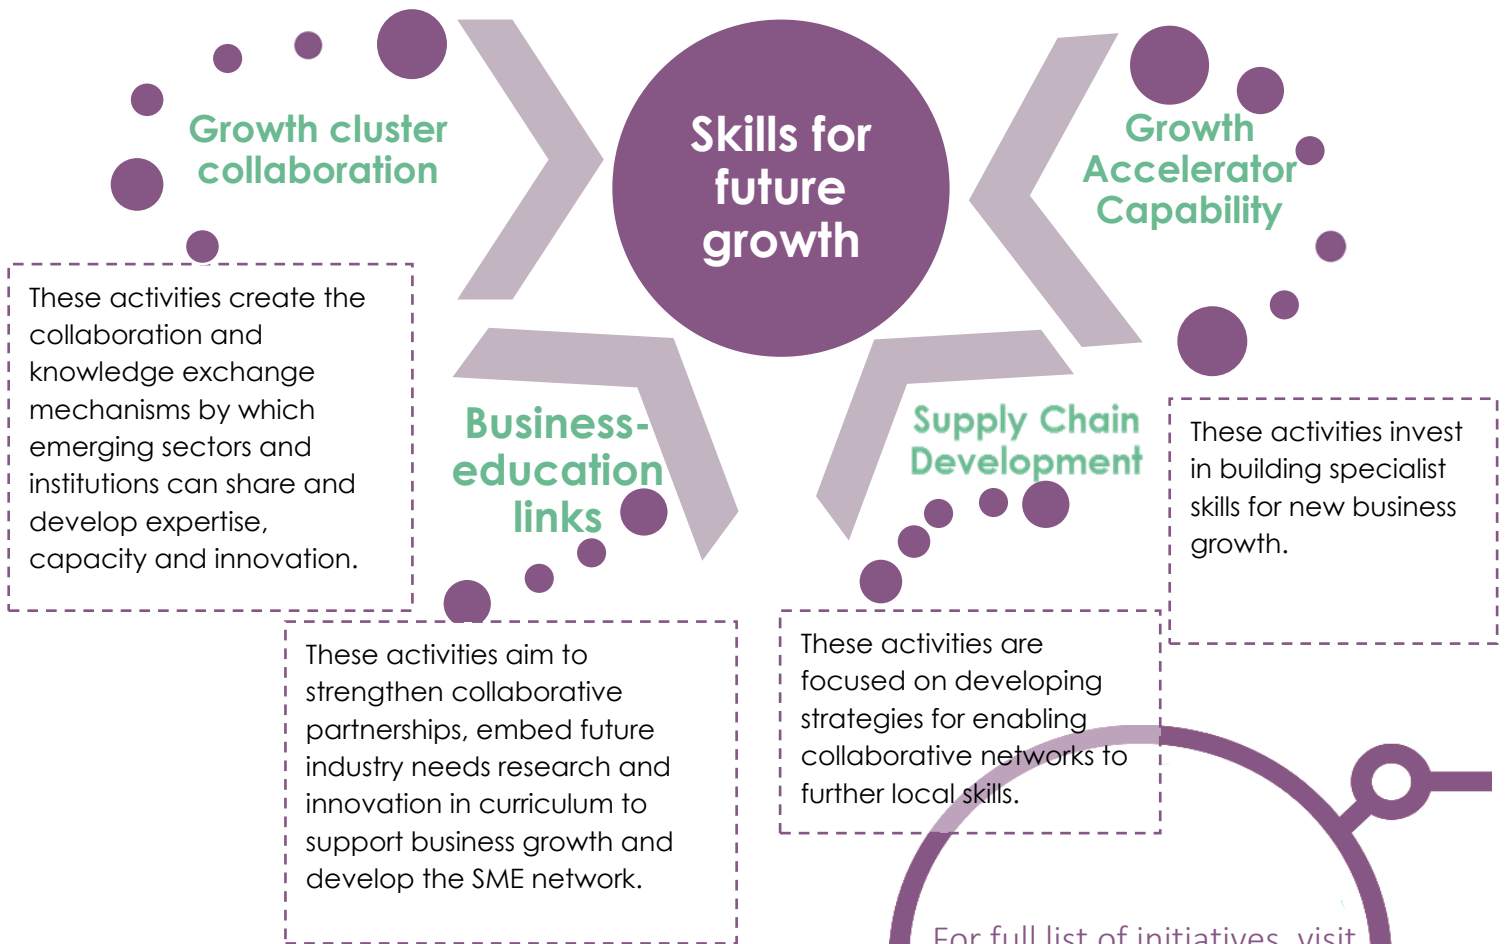 Growth cluster
collaboration
Skills for
future
growth
Growth
Accelerator
Capability
These activities create the
collaboration and
knowledge exchange
mechanisms by which
emerging sectors and
institutions can share and
develop expertise,
capacity and innovation.
Business-
education
links
Supply Chain
Development
These activities invest
in building specialist
skills for new business
growth.
These activities aim to
strengthen collaborative
partnerships, embed future
industry needs research and
innovation in curriculum to
support business growth and
develop the SME network.
These activities are
focused on developing
strategies for enabling
collaborative networks to
further local skills.
For full list of initiatives, visit